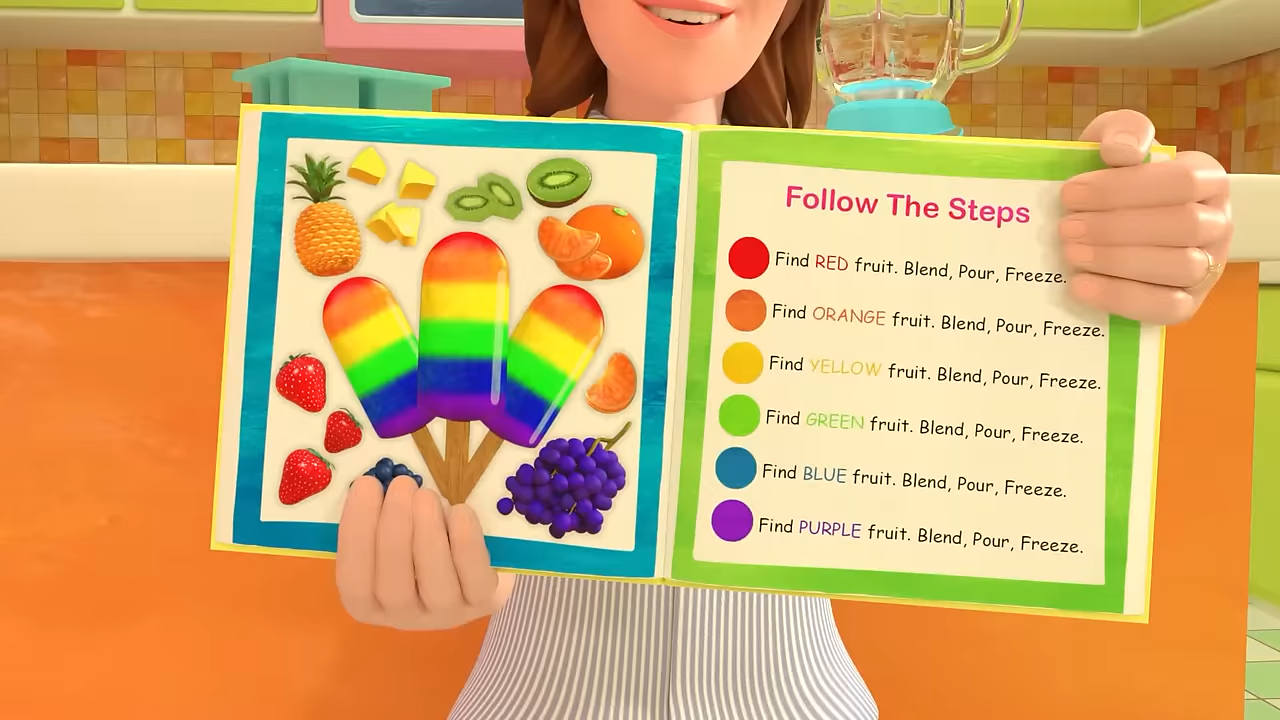 Follow The Steps
Find RED fruit. Blend, Pour, Freeze.
Find ORANGE fruit. Blend, Pour, Freeze.
Find YELLOW fruit. Blend, Pour, Freeze.
Find GREEN fruit. Blend, Pour, Freeze.
Find BLUE fruit. Blend, Pour, Freeze.
Find PURPLE fruit. Blend, Pour, Freeze.